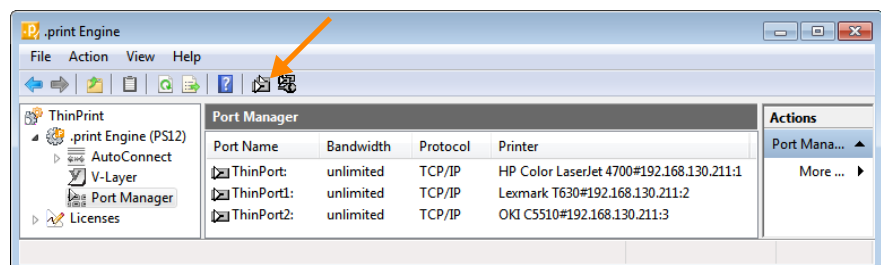 .print Engine
File Action View Help
ThinPrint
.print Engine (PS12)
AutoConnect
V-Layer
Port Manager
Licenses
Port Manager
Port Name Bandwidth Protocol Printer
ThinPort: unlimited TCP/IP HP Color LaserJet 4700#192.168.130.211:1
ThinPort1: unlimited TCP/IP Lexmark T630#192.168.130.211:2
ThinPort2: unlimited TCP/IP OKI C5510#192.168.130.211:3
Actions
Port Mana...
More ...